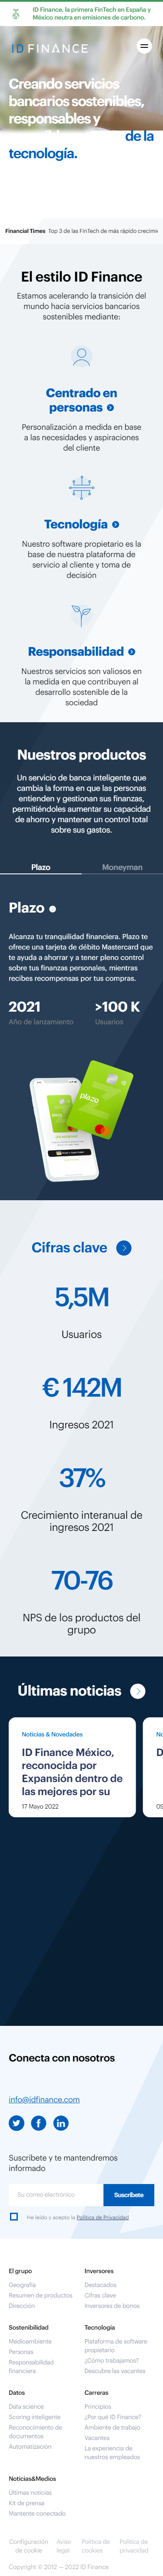 ID Finance, la primera FinTech en España y
México neutra en emisiones de carbono.
ID FINANCE
Creando servicios
bancarios sostenibles,
responsables y
de la
tecnología.
Financial Times Top 3 de las FinTech de más rápido crecimie
El estilo ID Finance
Estamos acelerando la transición del
mundo hacia servicios bancarios
sostenibles mediante:
Centrado en
personas
Personalización a medida en base
a las necesidades y aspiraciones
del cliente
Tecnología
Nuestro software propietario es la
base de nuestra plataforma de
servicio al cliente y toma de
decisión
Responsabilidad
Nuestros servicios son valiosos en
la medida en que contribuyen al
desarrollo sostenible de la
sociedad
Nuestros productos
Un servicio de banca inteligente que
cambia la forma en que las personas
entienden y gestionan sus finanzas,
permitiéndoles aumentar su capacidad
de ahorro y mantener un control total
sobre sus gastos.
Plazo
Moneyman
Plazo
Alcanza tu tranquilidad financiera. Plazo te
ofrece una tarjeta de débito Mastercard que
te ayuda a ahorrar y a tener pleno control
sobre tus finanzas personales, mientras
recibes recompensas por tus compras.
2021
>100 K
Año de lanzamiento
Usuarios
plazo
plazo
Cifras clave
5,5M
Usuarios
€ 142M
Ingresos 2021
37%
Crecimiento interanual de
ingresos 2021
70-76
NPS de los productos del
grupo
Últimas noticias
Noticias & Novedades
ID Finance México,
reconocida por
Expansión dentro de
las mejores por su
17 Mayo 2022
Conecta con nosotros
info@idfinance.com
Suscríbete y te mantendremos
informado
Su correo electrónico
Suscríbete
He leído y acepto la Política de Privacidad
El grupo
Geografía
Resumen de productos
Dirección
Inversores
Destacados
Cifras clave
Inversores de bonos
Sostenibilidad
Medioambiente
Personas
Responsabilidad
financiera
Tecnología
Plataforma de software
propietario
¿Cómo trabajamos?
Descubre las vacantes
Datos
Data science
Scoring inteligente
Reconocimiento de
documentos
Automatización
Carreras
Principios
¿Por qué ID Finance?
Ambiente de trabajo
Vacantes
La experiencia de
nuestros empleados
Noticias&Medios
Últimas noticias
Kit de prensa
Mantente conectado
Configuración
de cookie
Aviso
legal
Política de
cookies
Política de
privacidad
Copyright © 2012 — 2022 ID Finance